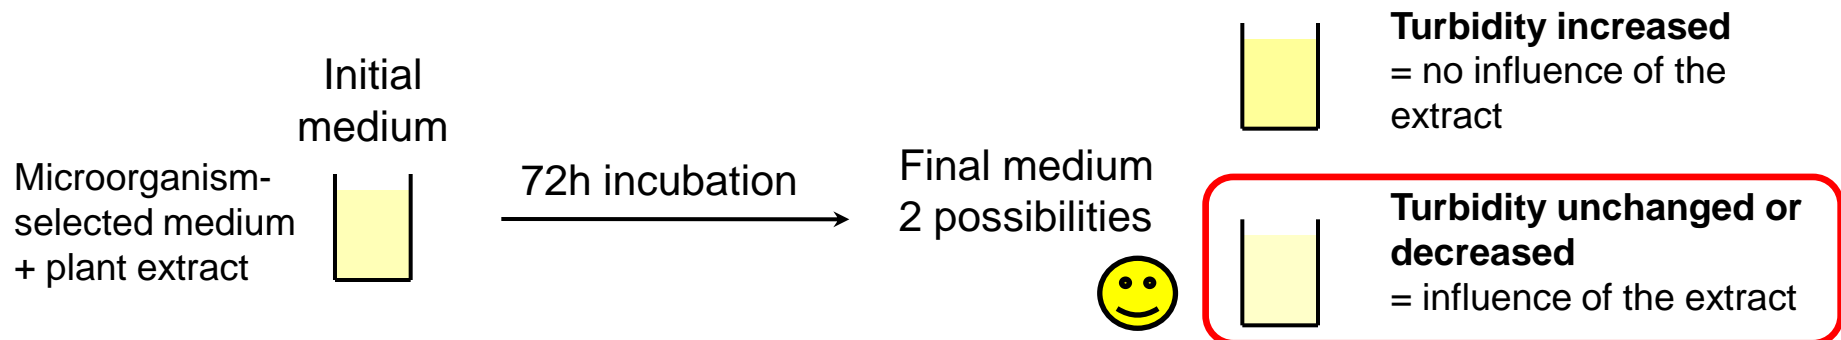 Initial
medium
Microorganism-
selected medium
+ plant extract
72h incubation
Final medium
2 possibilities
Turbidity increased
= no influence of the
extract
Turbidity unchanged or
decreased
= influence of the extract